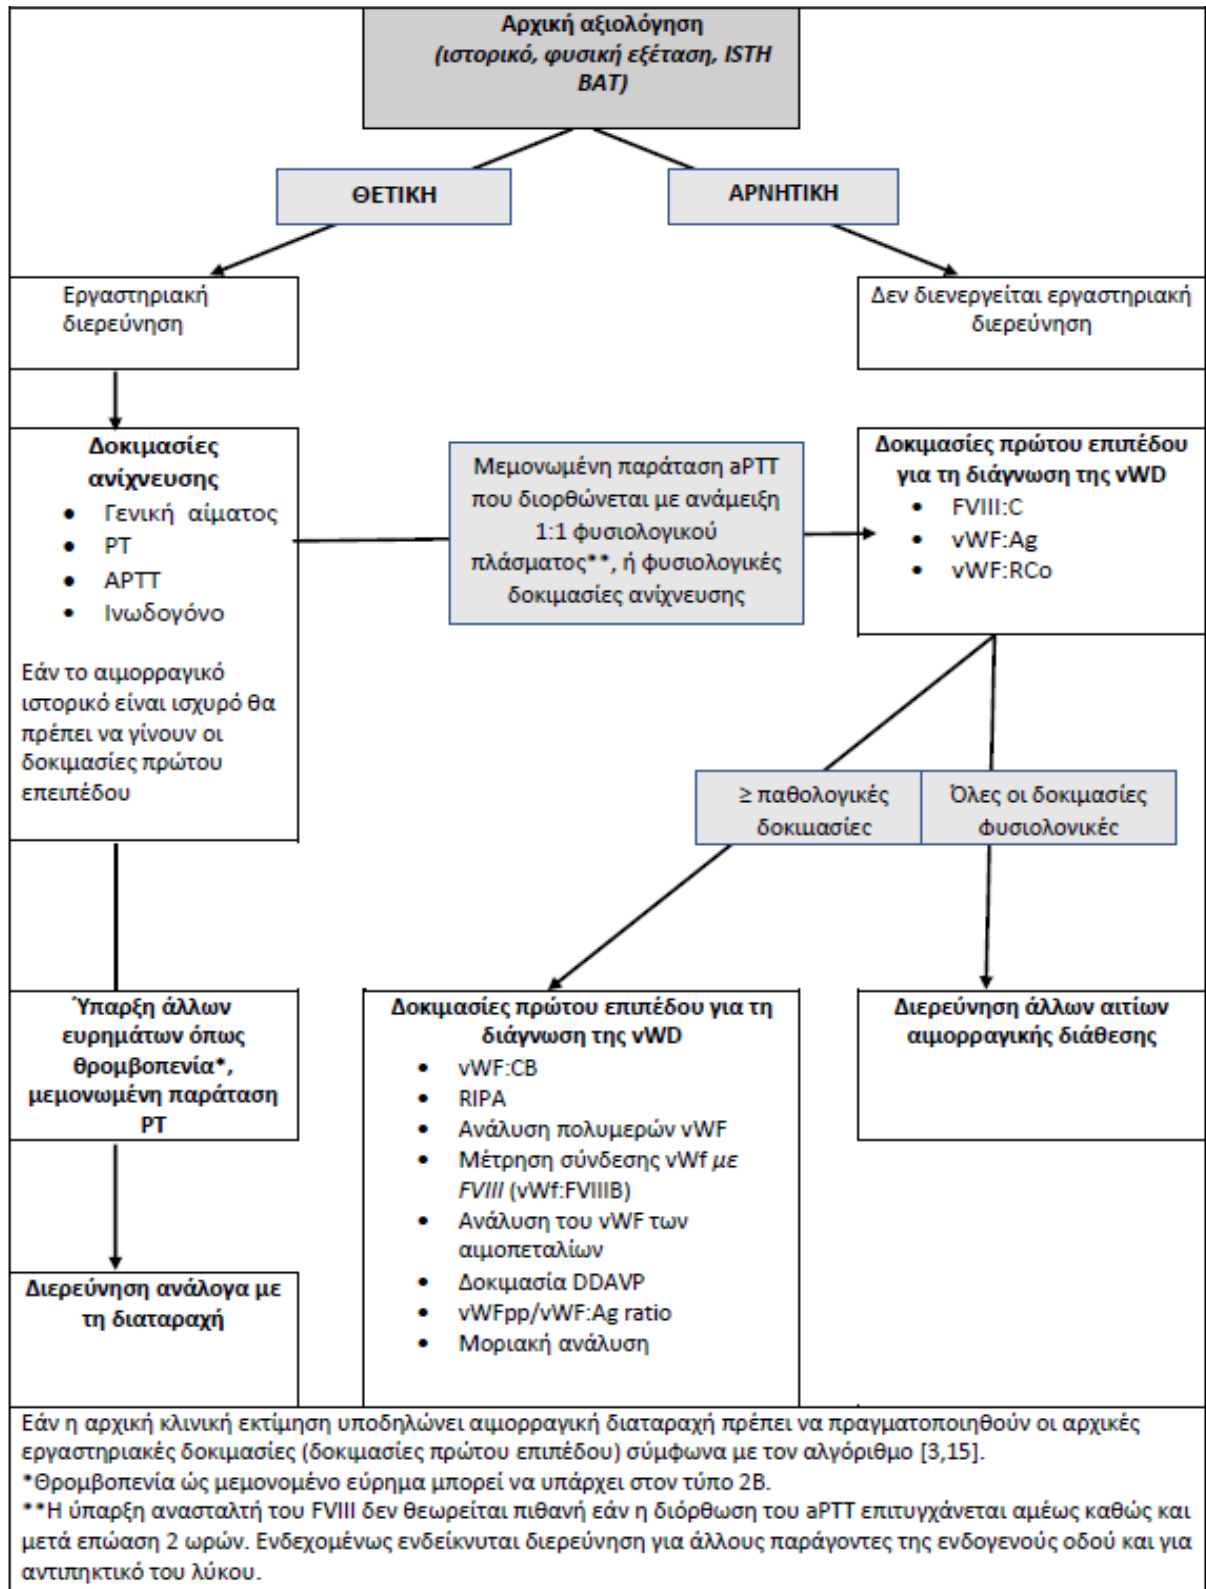 Αρχική αξιολόγηση
(ιστορικό, φυσική εξέταση, ISTH
BAT)
ΘΕΤΙΚΗ
ΑΡΝΗΤΙΚΗ
Εργαστηριακή
διερεύνηση
Δεν διενεργείται εργαστηριακή
διερεύνηση
Δοκιμασίες
ανίχνευσης
• Γενική αίματος
• PT
• APTT
• Ινωδογόνο
Εάν το αιμορραγικό
ιστορικό είναι ισχυρό θα
πρέπει να γίνουν οι
δοκιμασίες πρώτου
επειπέδου
Μεμονωμένη παράταση aPTT
που διορθώνεται με ανάμειξη
1:1 φυσιολογικού
πλάσματος**, ή φυσιολογικές
δοκιμασίες ανίχνευσης
Δοκιμασίες πρώτου επιπέδου
για τη διάγνωση της vWD
• FVIII:C
• vWF:Ag
• vWF:RCo
≥ παθολογικές
δοκιμασίες
Όλες οι δοκιμασίες
φυσιολονικές
Ύπαρξη άλλων
ευρημάτων όπως
θρομβοπενία*,
μεμονωμένη παράταση
PT
Δοκιμασίες πρώτου επιπέδου για τη
διάγνωση της vWD
• vWF:CB
• RIPA
• Ανάλυση πολυμερών vWF
• Μέτρηση σύνδεσης vWf με
FVIII (vWf:FVIIIB)
• Ανάλυση του vWF των
αιμοπεταλίων
• Δοκιμασία DDAVP
• vWFpp/vWF:Ag ratio
• Μοριακή ανάλυση
Διερεύνηση άλλων αιτίων
αιμορραγικής διάθεσης
Διερεύνηση ανάλογα με
τη διαταραχή
Εάν η αρχική κλινική εκτίμηση υποδηλώνει αιμορραγική διαταραχή πρέπει να πραγματοποιηθούν οι αρχικές
εργαστηριακές δοκιμασίες (δοκιμασίες πρώτου επιπέδου) σύμφωνα με τον αλγόριθμο [3,15].
*Θρομβοπενία ώς μεμονομένο εύρημα μπορεί να υπάρχει στον τύπο 2Β.
**Η ύπαρξη ανασταλτή του FVIII δεν θεωρείται πιθανή εάν η διόρθωση του aPTT επιτυγχάνεται αμέως καθώς και
μετά επώαση 2 ωρών. Ενδεχομένως ενδείκνυται διερεύνηση για άλλους παράγοντες της ενδογενούς οδού και για
αντιπηκτικό του λύκου.